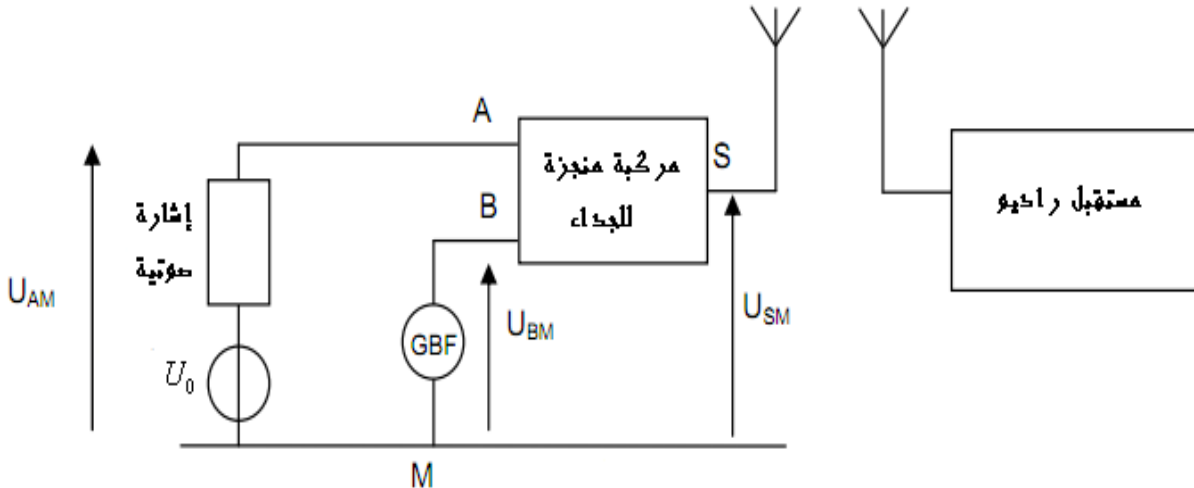 A
مركبة منجزة
للجداء
S
B
إشارة
صوتية
مستقبل راديو
U_AM
U_BM
U_SM
GBF
U_0
M